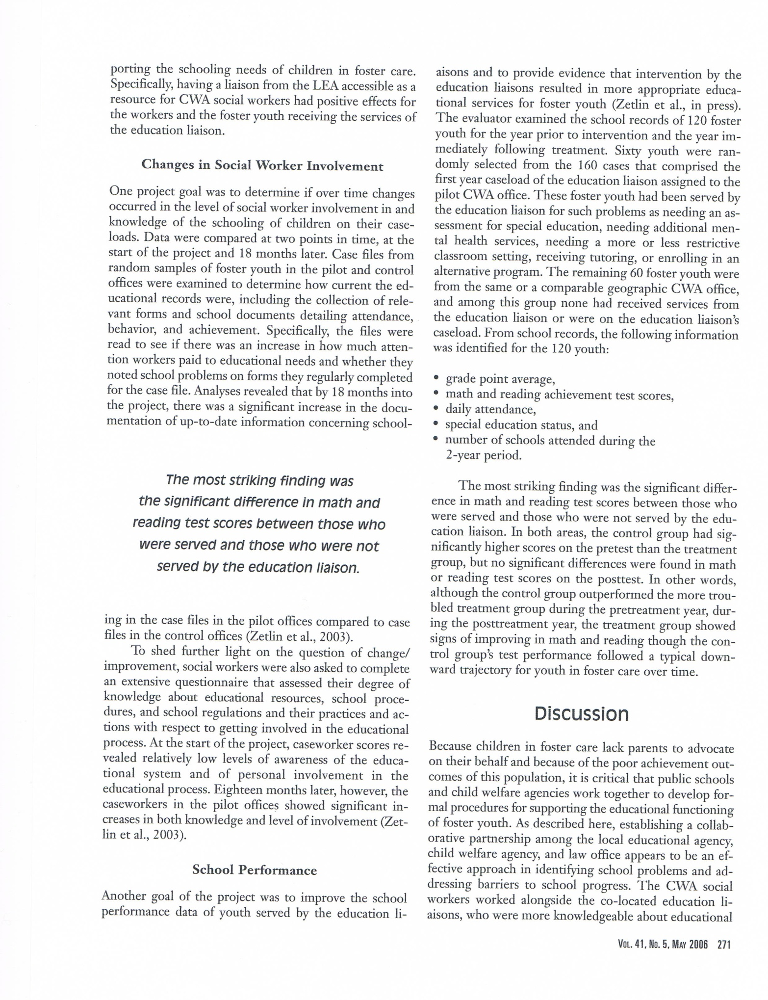 porting the schooling needs of children in foster care.
Specifically, having a liaison from the LEA accessible as a
resource for CWA social workers had positive effects for
the workers and the foster youth receiving the services of
the education liaison.
Changes in Social Worker Involvement
One project goal was to determine if over time changes
occurred in the level of social worker involvement in and
knowledge of the schooling of children on their case-
loads. Data were compared at two points in time, at the
start of the project and 18 months later. Case files from
random samples of foster youth in the pilot and control
offices were examined to determine how current the ed-
ucational records were, including the collection of rele-
vant forms and school documents detailing attendance,
behavior, and achievement. Specifically, the files were
read to see if there was an increase in how much atten-
tion workers paid to educational needs and whether they
noted school problems on forms they regularly completed
for the case file. Analyses revealed that by 18 months into
the project, there was a significant increase in the docu-
mentation of up-to-date information concerning school-
The most striking finding was
the significant difference in math and
reading test scores between those who
were served and those who were not
served by the education liaison.
ing in the case files in the pilot offices compared to case
files in the control offices (Zetlin et al., 2003).
To shed further light on the question of change/
improvement, social workers were also asked to complete
an extensive questionnaire that assessed their degree of
knowledge about educational resources, school proce-
dures, and school regulations and their practices and ac-
tions with respect to getting involved in the educational
process. At the start of the project, caseworker scores re-
vealed relatively low levels of awareness of the educa-
tional system and of personal involvement in the
educational process. Eighteen months later, however, the
caseworkers in the pilot offices showed significant in-
creases in both knowledge and level of involvement (Zet-
lin et al., 2003).
School Performance
Another goal of the project was to improve the school
performance data of youth served by the education li-
aisons and to provide evidence that intervention by the
education liaisons resulted in more appropriate educa-
tional services for foster youth (Zetlin et al., in press).
The evaluator examined the school records of 120 foster
youth for the year prior to intervention and the year im-
mediately following treatment. Sixty youth were ran-
domly selected from the 160 cases that comprised the
first year caseload of the education liaison assigned to the
pilot CWA office. These foster youth had been served by
the education liaison for such problems as needing an as-
sessment for special education, needing additional men-
tal health services, needing a more or less restrictive
classroom setting, receiving tutoring, or enrolling in an
alternative program. The remaining 60 foster youth were
from the same or a comparable geographic CWA office,
and among this group none had received services from
the education liaison or were on the education liaison's
caseload. From school records, the following information
was identified for the 120 youth:
• grade point average,
• math and reading achievement test scores,
• daily attendance,
• special education status, and
• number of schools attended during the
2-year period.
The most striking finding was the significant differ-
ence in math and reading test scores between those who
were served and those who were not served by the edu-
cation liaison. In both areas, the control group had sig-
nificantly higher scores on the pretest than the treatment
group, but no significant differences were found in math
or reading test scores on the posttest. In other words,
although the control group outperformed the more trou-
bled treatment group during the pretreatment year, dur-
ing the posttreatment year, the treatment group showed
signs of improving in math and reading though the con-
trol group's test performance followed a typical down-
ward trajectory for youth in foster care over time.
Discussion
Because children in foster care lack parents to advocate
on their behalf and because of the poor achievement out-
comes of this population, it is critical that public schools
and child welfare agencies work together to develop for-
mal procedures for supporting the educational functioning
of foster youth. As described here, establishing a collab-
orative partnership among the local educational agency,
child welfare agency, and law office appears to be an ef-
fective approach in identifying school problems and ad-
dressing barriers to school progress. The CWA social
workers worked alongside the co-located education li-
aisons, who were more knowledgeable about educational
VOL. 41, NO. 5, MAY 2006 271